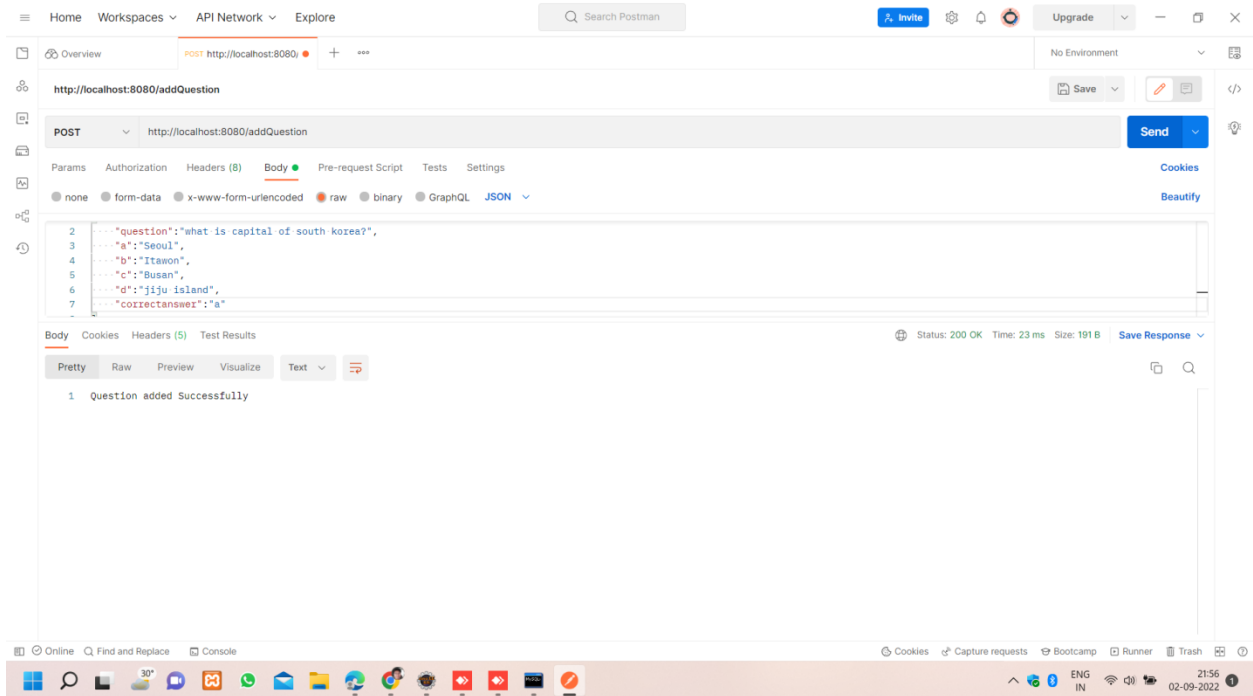 Home Workspaces API Network Explore Search Postman Invite Upgrade
Overview POST http://localhost:8080/ No Environment
http://localhost:8080/addQuestion Save
POST http://localhost:8080/addQuestion Send
Params Authorization Headers (8) Body Pre-request Script Tests Settings Cookies
none form-data x-www-form-urlencoded raw binary GraphQL JSON Beautify
2 "question":"what is capital of south korea?",
3 "a":"Seoul",
4 "b":"Itawon",
5 "c":"Busan",
6 "d":"jiju island",
7 "correctanswer":"a"
Body Cookies Headers (5) Test Results Status: 200 OK Time: 23 ms Size: 191 B Save Response
Pretty Raw Preview Visualize Text
1 Question added Successfully
Online Find and Replace Console Cookies Capture requests Bootcamp Runner Trash
30° ENG 21:56
IN 02-09-2022 1